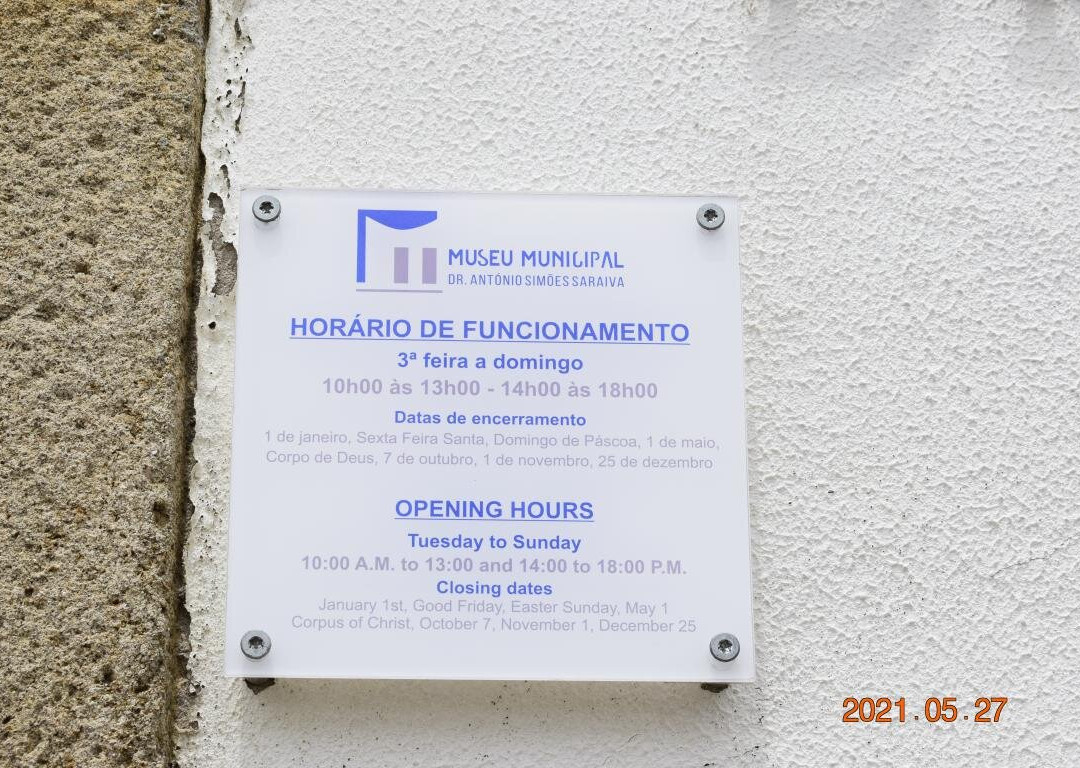 MUSEU MUNICIPAL
DR. ANTÓNIO SIMÕES SARAIVA
HORÁRIO DE FUNCIONAMENTO
3ª feira a domingo
10h00 às 13h00 - 14h00 às 18h00
Datas de encerramento
1 de janeiro, Sexta Feira Santa, Domingo de Páscoa, 1 de maio,
Corpo de Deus, 7 de outubro, 1 de novembro, 25 de dezembro
OPENING HOURS
Tuesday to Sunday
10:00 A.M. to 13:00 and 14:00 to 18:00 P.M.
Closing dates
January 1st, Good Friday, Easter Sunday, May 1
Corpus of Christ, October 7, November 1, December 25
2021.05.27